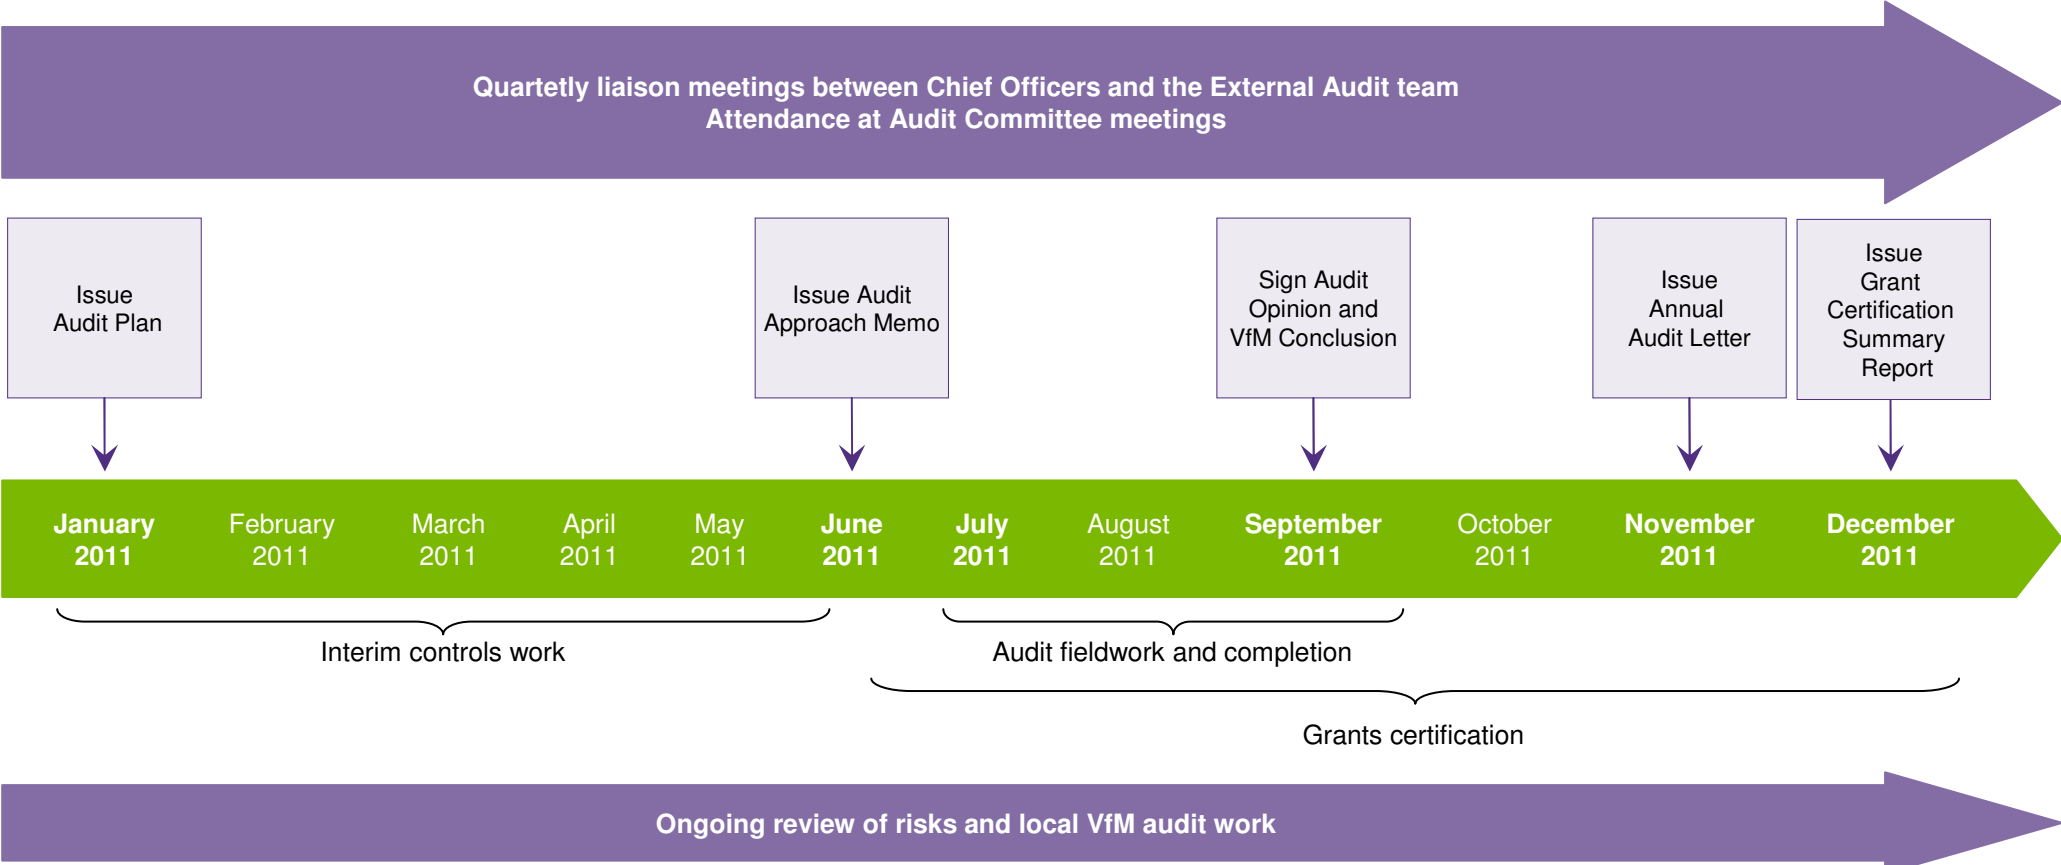 Quartetly liaison meetings between Chief Officers and the External Audit team
Attendance at Audit Committee meetings
Issue
Audit Plan
Issue Audit
Approach Memo
Sign Audit
Opinion and
VfM Conclusion
Issue
Annual
Audit Letter
Issue
Grant
Certification
Summary
Report
January
2011
February
2011
March
2011
April
2011
May
2011
June
2011
July
2011
August
2011
September
2011
October
2011
November
2011
December
2011
Interim controls work
Audit fieldwork and completion
Grants certification
Ongoing review of risks and local VfM audit work